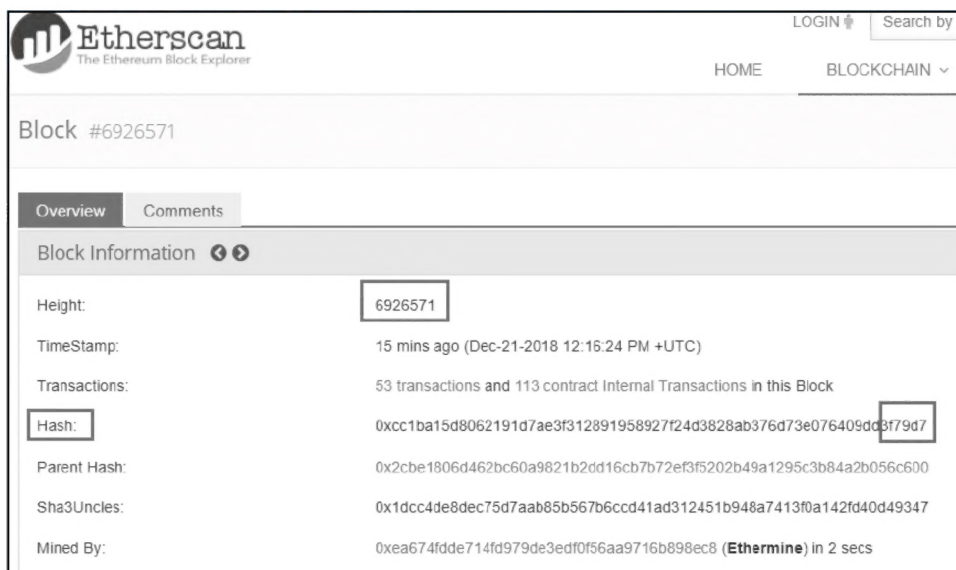 LOGIN Search by
Etherscan
The Ethereum Block Explorer
HOME BLOCKCHAIN
Block #6926571
Overview Comments
Block Information
Height: 6926571
TimeStamp: 15 mins ago (Dec-21-2018 12:16:24 PM +UTC)
Transactions: 53 transactions and 113 contract Internal Transactions in this Block
Hash: 0xcc1ba15d8062191d7ae3f312891958927f24d3828ab376d73e076409dd3f79d7
Parent Hash: 0x2cbe1806d462bc60a9821b2dd16cb7b72ef3f5202b49a1295c3b84a2b056c600
Sha3Uncles: 0x1dcc4de8dec75d7aab85b567b6ccd41ad312451b948a7413f0a142fd40d49347
Mined By: 0xea674fdde714fd979de3edf0f56aa9716b898ec8 (Ethermine) in 2 secs